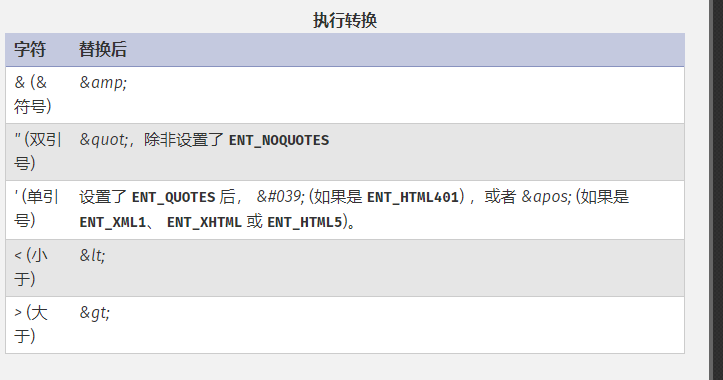 执行转换
字符 替换后
& (& &amp;
符号)
" (双引 &quot;，除非设置了 ENT_NOQUOTES
号)
' (单引 设置了 ENT_QUOTES 后， &#039; (如果是 ENT_HTML401) ，或者 &apos; (如果是
号) ENT_XML1、 ENT_XHTML 或 ENT_HTML5)。
< (小 &lt;
于)
> (大 &gt;
于)